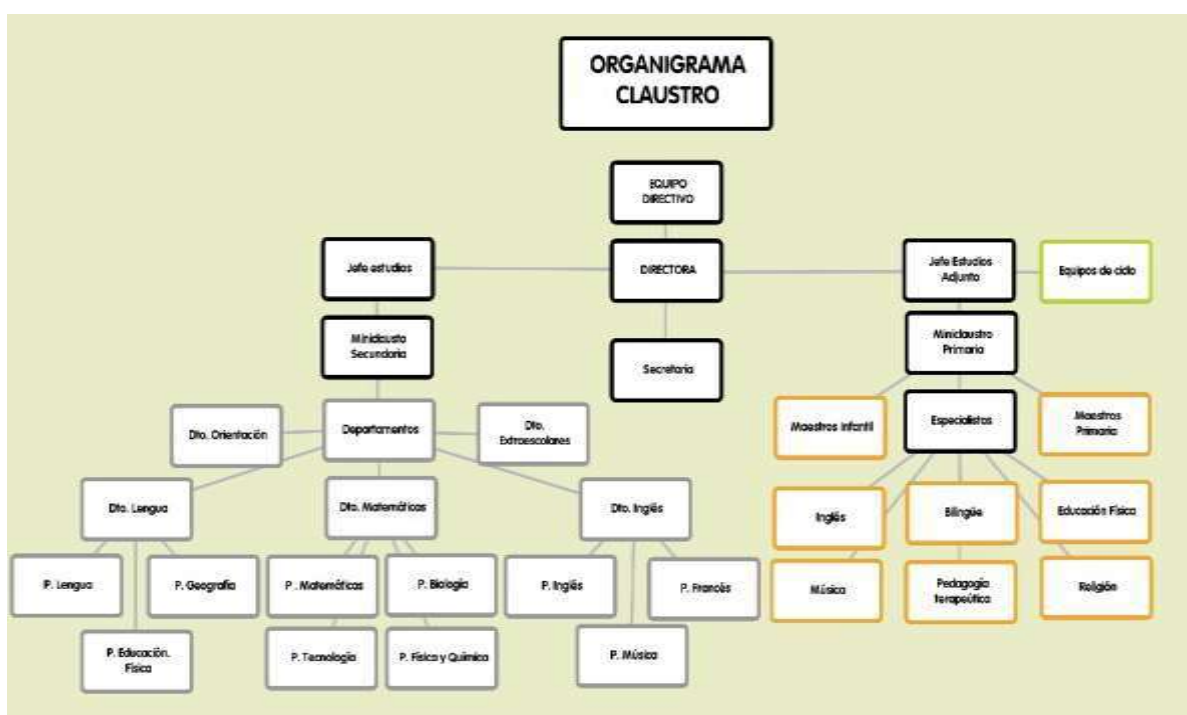 ORGANIGRAMA
CLAUSTRO
EQUIPO
DIRECTIVO
Jefe estudios
DIRECTORA
Jefe Estudios
Adjunto
Equipos de ciclo
Miniclausto
Secundaria
Secretaria
Miniclaustro
Primaria
Dto. Orientación
Departamentos
Dto.
Extraescolares
Maestros Infantil
Especialistas
Maestros
Primaria
Dto. Lengua
Dto. Matemáticas
Dto. Inglés
Inglés
Bilingüe
Educación Física
P. Lengua
P. Geografía
P. Matemáticas
P. Biología
P. Inglés
P. Francés
Música
Pedagogía
terapeútica
Religión
P. Educación.
Física
P. Tecnología
P. Física y Química
P. Música